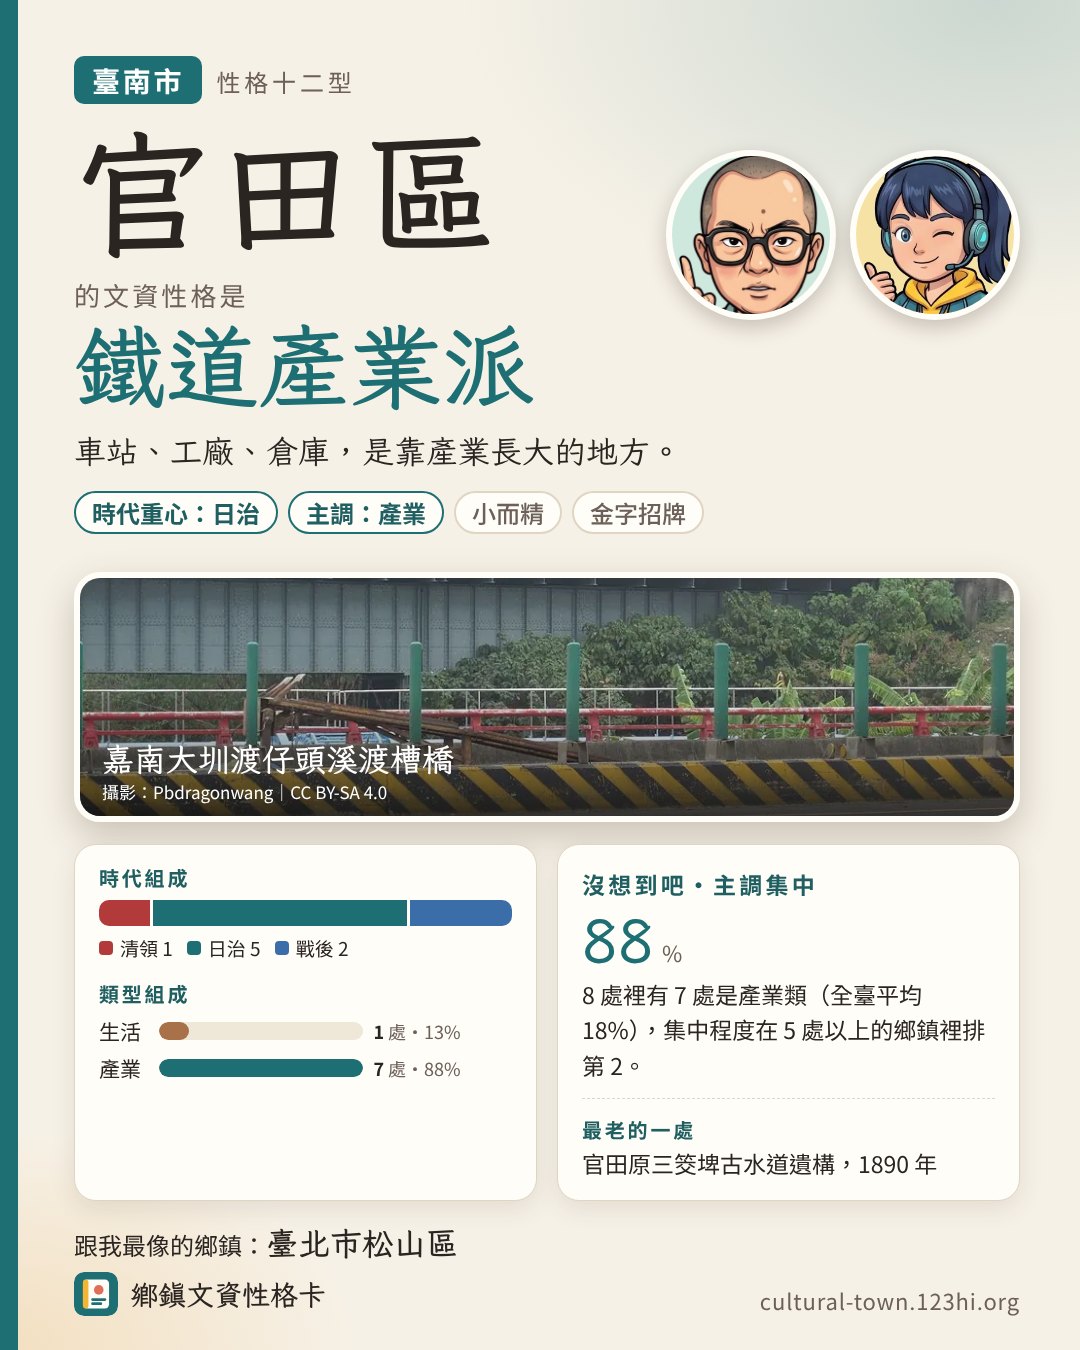 臺南市 性格十二型
官田區
的文資性格是
鐵道產業派
車站、工廠、倉庫，是靠產業長大的地方。
時代重心：日治 主調：產業 小而精 金字招牌
嘉南大圳渡仔頭溪渡槽橋
攝影：Pbdragonwang｜CC BY-SA 4.0
時代組成
清領 1 日治 5 戰後 2
類型組成
生活 1 處・13%
產業 7 處・88%
沒想到吧・主調集中
88 %
8 處裡有 7 處是產業類（全臺平均
18%），集中程度在 5 處以上的鄉鎮裡排
第 2。
最老的一處
官田原三筊埤古水道遺構，1890 年
跟我最像的鄉鎮：臺北市松山區
鄉鎮文資性格卡
cultural-town.123hi.org